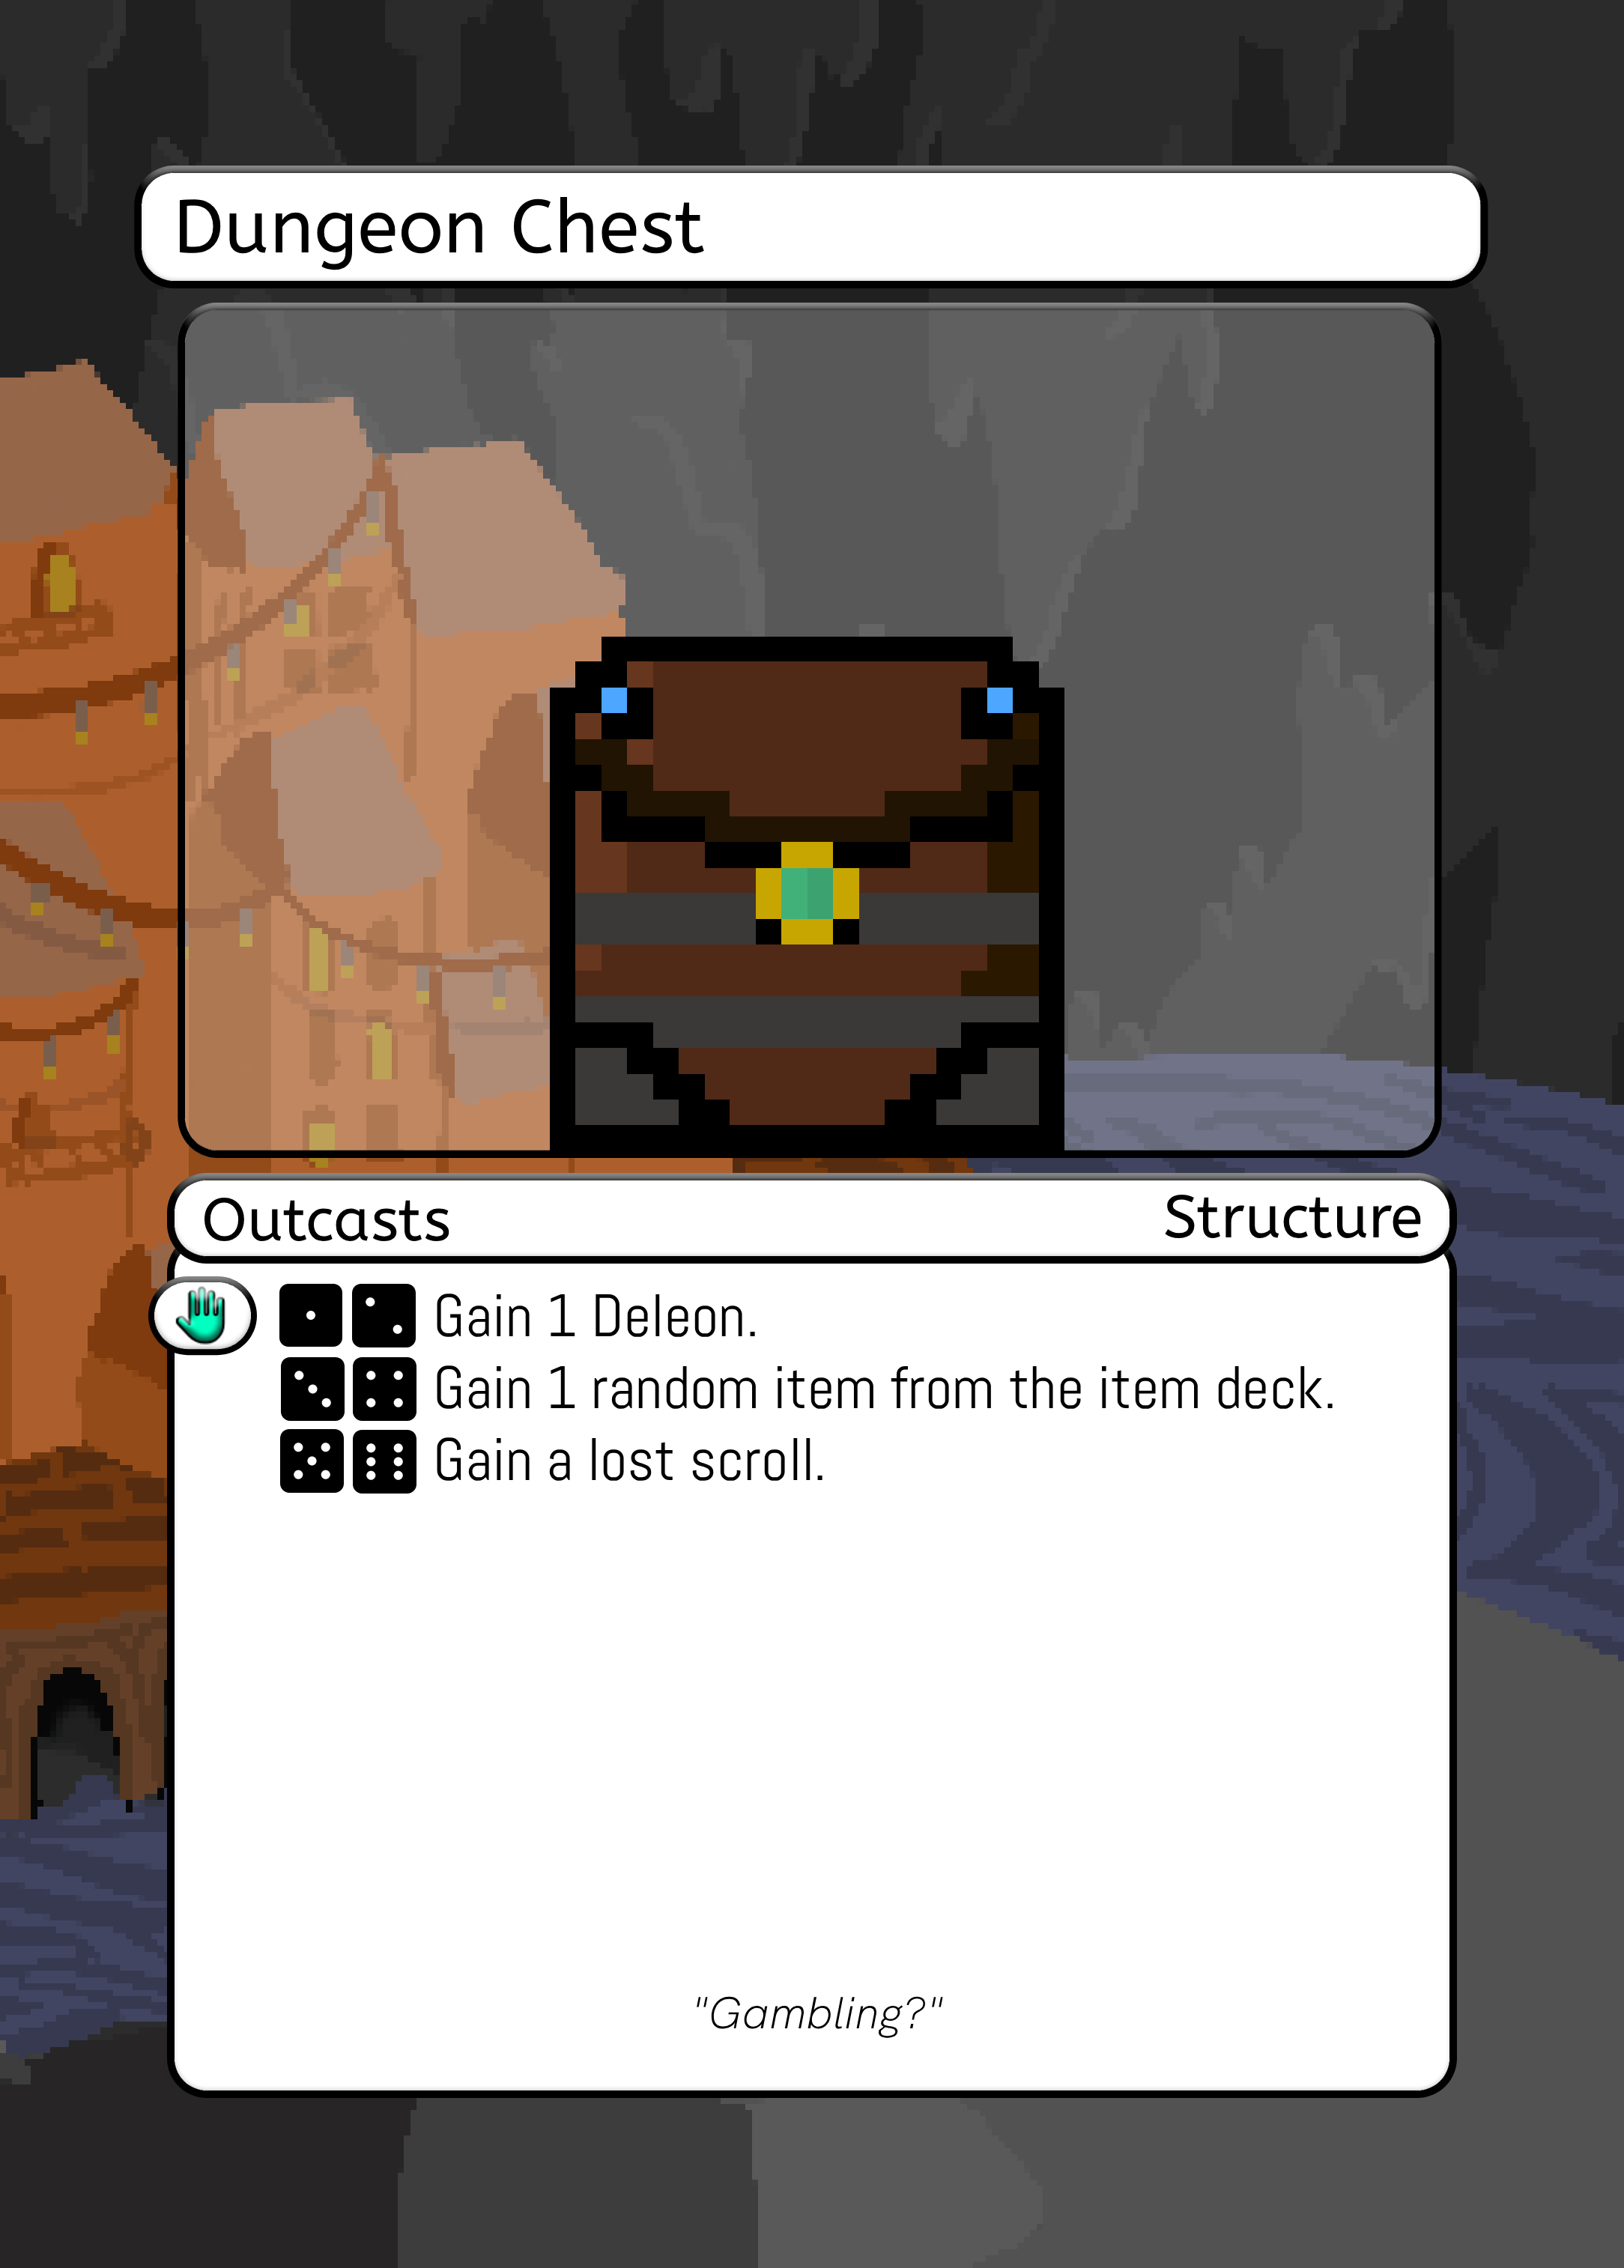 Dungeon Chest
Outcasts Structure
Gain 1 Deleon.
Gain 1 random item from the item deck.
Gain a lost scroll.
"Gambling?"